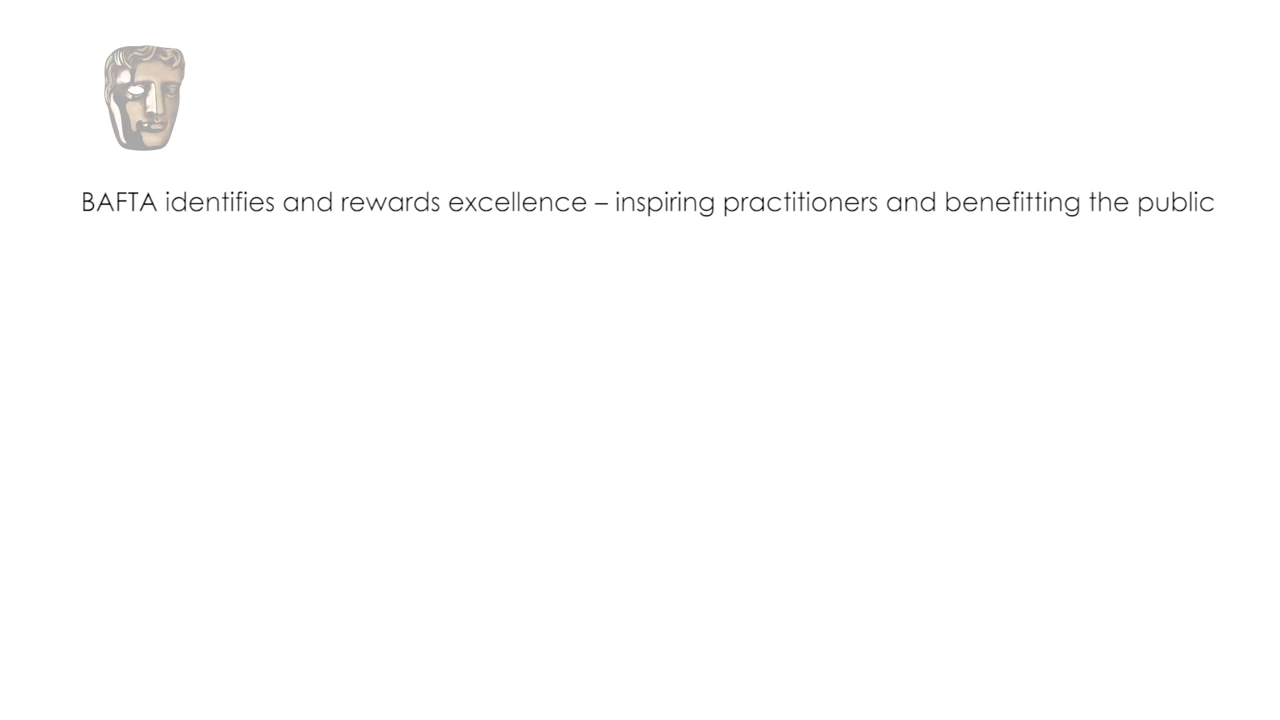 BAFTA identifies and rewards excellence – inspiring practitioners and benefitting the public